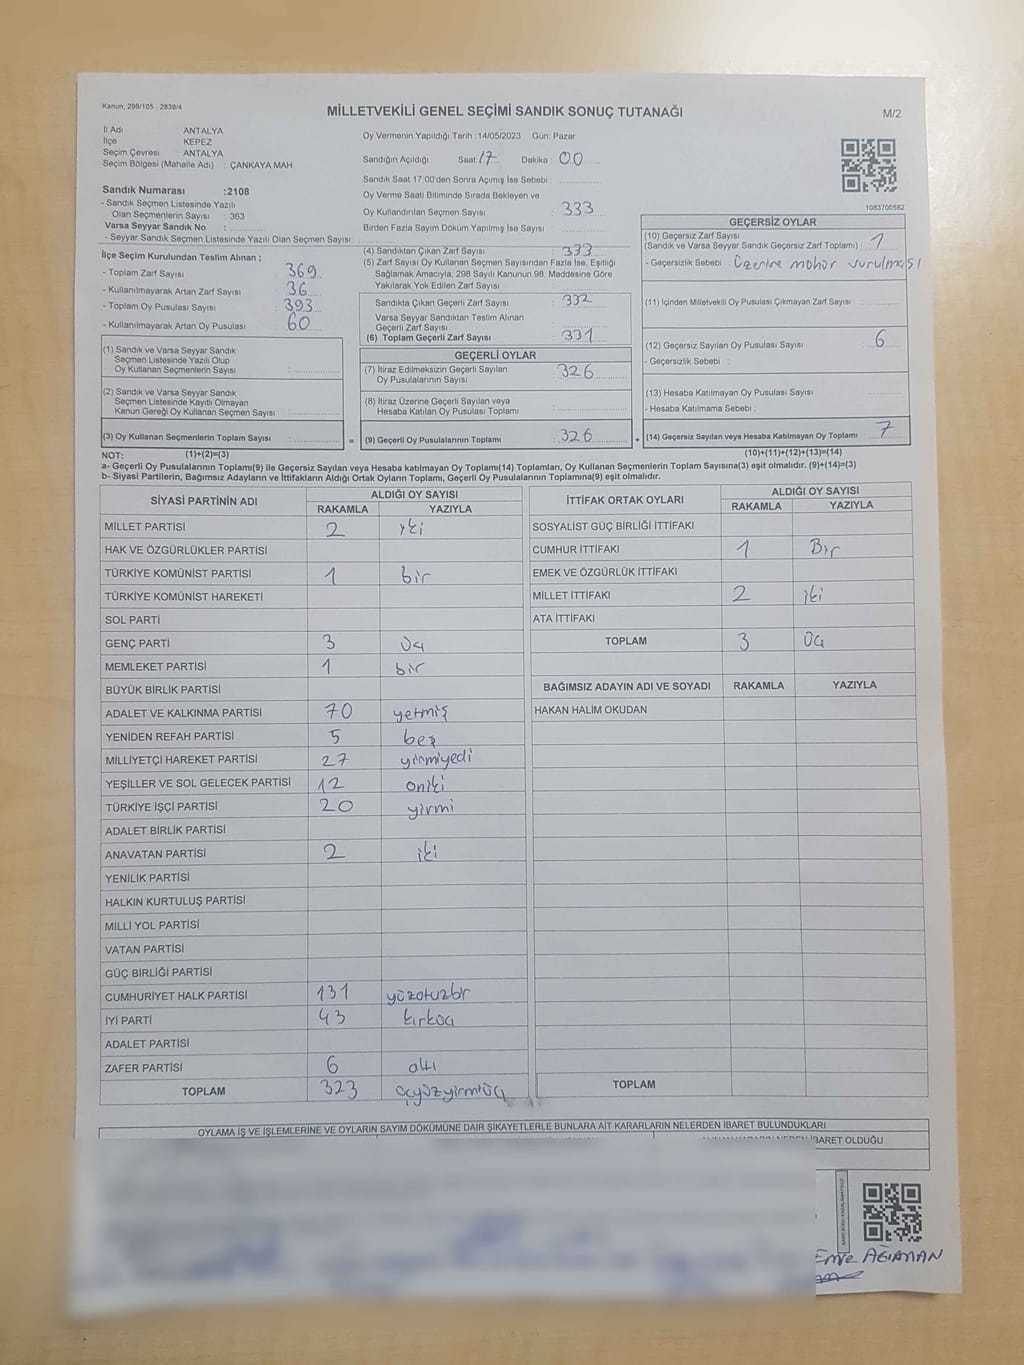 Kanun: 298/105 , 2839/4
MİLLETVEKİLİ GENEL SEÇİMİ SANDIK SONUÇ TUTANAĞI
M/2
İl Adı ANTALYA
İlçe KEPEZ
Seçim Çevresi : ANTALYA
Seçim Bölgesi (Mahalle Adı) : ÇANKAYA MAH
Sandık Numarası :2108
- Sandık Seçmen Listesinde Yazılı
Olan Seçmenlerin Sayısı : 363
Varsa Seyyar Sandık No :
- Seyyar Sandık Seçmen Listesinde Yazılı Olan Seçmen Sayısı:
İlçe Seçim Kurulundan Teslim Alınan ;
- Toplam Zarf Sayısı : 369
- Kullanılmayarak Artan Zarf Sayısı : 36
- Toplam Oy Pusulası Sayısı : 393
- Kullanılmayarak Artan Oy Pusulası : 60
(1) Sandık ve Varsa Seyyar Sandık
Seçmen Listesinde Yazılı Olup
Oy Kullanan Seçmenlerin Sayısı :
(2) Sandık ve Varsa Seyyar Sandık
Seçmen Listesinde Kayıtlı Olmayan
Kanun Gereği Oy Kullanan Seçmen Sayısı :
(3) Oy Kullanan Seçmenlerin Toplam Sayısı :
=
Oy Vermenin Yapıldığı Tarih : 14/05/2023 Gün: Pazar
Sandığın Açıldığı Saat : 17 Dakika : 00
Sandık Saat 17:00'den Sonra Açımış İse Sebebi :
Oy Verme Saati Bitiminde Sırada Bekleyen ve
Oy Kullandırılan Seçmen Sayısı : 333
Birden Fazla Sayım Döküm Yapılmış İse Sayısı :
(4) Sandıktan Çıkan Zarf Sayısı : 333
(5) Zarf Sayısı Oy Kullanan Seçmen Sayısından Fazla İse, Eşitliği
Sağlamak Amacıyla; 298 Sayılı Kanunun 98. Maddesine Göre
Yakılarak Yok Edilen Zarf Sayısı :
Sandıkta Çıkan Geçerli Zarf Sayısı : 332
Varsa Seyyar Sandıktan Teslim Alınan
Geçerli Zarf Sayısı :
(6) Toplam Geçerli Zarf Sayısı : 331
GEÇERLİ OYLAR
(7) İtiraz Edilmeksizin Geçerli Sayılan
Oy Pusulalarının Sayısı : 326
(8) İtiraz Üzerine Geçerli Sayılan veya
Hesaba Katılan Oy Pusulası Toplamı :
(9) Geçerli Oy Pusulalarının Toplamı : 326
+
1083700582
GEÇERSİZ OYLAR
(10) Geçersiz Zarf Sayısı
(Sandık ve Varsa Seyyar Sandık Geçersiz Zarf Toplamı) : 1
- Geçersizlik Sebebi : üzerine mühür vurulması
(11) İçinden Milletvekili Oy Pusulası Çıkmayan Zarf Sayısı :
(12) Geçersiz Sayılan Oy Pusulası Sayısı : 6
- Geçersizlik Sebebi :
(13) Hesaba Katılmayan Oy Pusulası Sayısı :
- Hesaba Katılmama Sebebi :
(14) Geçersiz Sayılan veya Hesaba Katılmayan Oy Pusulası Toplamı : 7
NOT: (1)+(2)=(3) (10)+(11)+(12)+(13)=(14)
a- Geçerli Oy Pusulalarının Toplamı(9) ile Geçersiz Sayılan veya Hesaba katılmayan Oy Toplamı(14) Toplamları, Oy Kullanan Seçmenlerin Toplam Sayısına(3) eşit olmalıdır. (9)+(14)=(3)
b- Siyasi Partilerin, Bağımsız Adayların ve İttifakların Aldığı Ortak Oyların Toplamı, Geçerli Oy Pusulalarının Toplamına(9) eşit olmalıdır.
SİYASİ PARTİNİN ADI ALDIĞI OY SAYISI
RAKAMLA YAZIYLA
MİLLET PARTİSİ 2 iki
HAK VE ÖZGÜRLÜKLER PARTİSİ
TÜRKİYE KOMÜNİST PARTİSİ 1 bir
TÜRKİYE KOMÜNİST HAREKETİ
SOL PARTİ
GENÇ PARTİ 3 üç
MEMLEKET PARTİSİ 1 bir
BÜYÜK BİRLİK PARTİSİ
ADALET VE KALKINMA PARTİSİ 70 yetmiş
YENİDEN REFAH PARTİSİ 5 beş
MİLLİYETÇİ HAREKET PARTİSİ 27 yirmiyedi
YEŞİLLER VE SOL GELECEK PARTİSİ 12 oniki
TÜRKİYE İŞÇİ PARTİSİ 20 yirmi
ADALET BİRLİK PARTİSİ
ANAVATAN PARTİSİ 2 iki
YENİLİK PARTİSİ
HALKIN KURTULUŞ PARTİSİ
MİLLİ YOL PARTİSİ
VATAN PARTİSİ
GÜÇ BİRLİĞİ PARTİSİ
CUMHURİYET HALK PARTİSİ 131 yüzotuzbir
İYİ PARTİ 43 kırküç
ADALET PARTİSİ
ZAFER PARTİSİ 6 altı
TOPLAM 323 üçyüzyirmiüç
İTTİFAK ORTAK OYLARI ALDIĞI OY SAYISI
RAKAMLA YAZIYLA
SOSYALİST GÜÇ BİRLİĞİ İTTİFAKI
CUMHUR İTTİFAKI 1 Bir
EMEK VE ÖZGÜRLÜK İTTİFAKI
MİLLET İTTİFAKI 2 iki
ATA İTTİFAKI
TOPLAM 3 üç
BAĞIMSIZ ADAYIN ADI VE SOYADI RAKAMLA YAZIYLA
HAKAN HALİM OKUDAN
TOPLAM
OYLAMA İŞ VE İŞLEMLERİNE VE OYLARIN SAYIM DÖKÜMÜNE DAİR ŞİKAYETLERLE BUNLARA AİT KARARLARIN NELERDEN İBARET BULUNDUKLARI
İBARET OLDUĞU
Emre AĞIAMAN